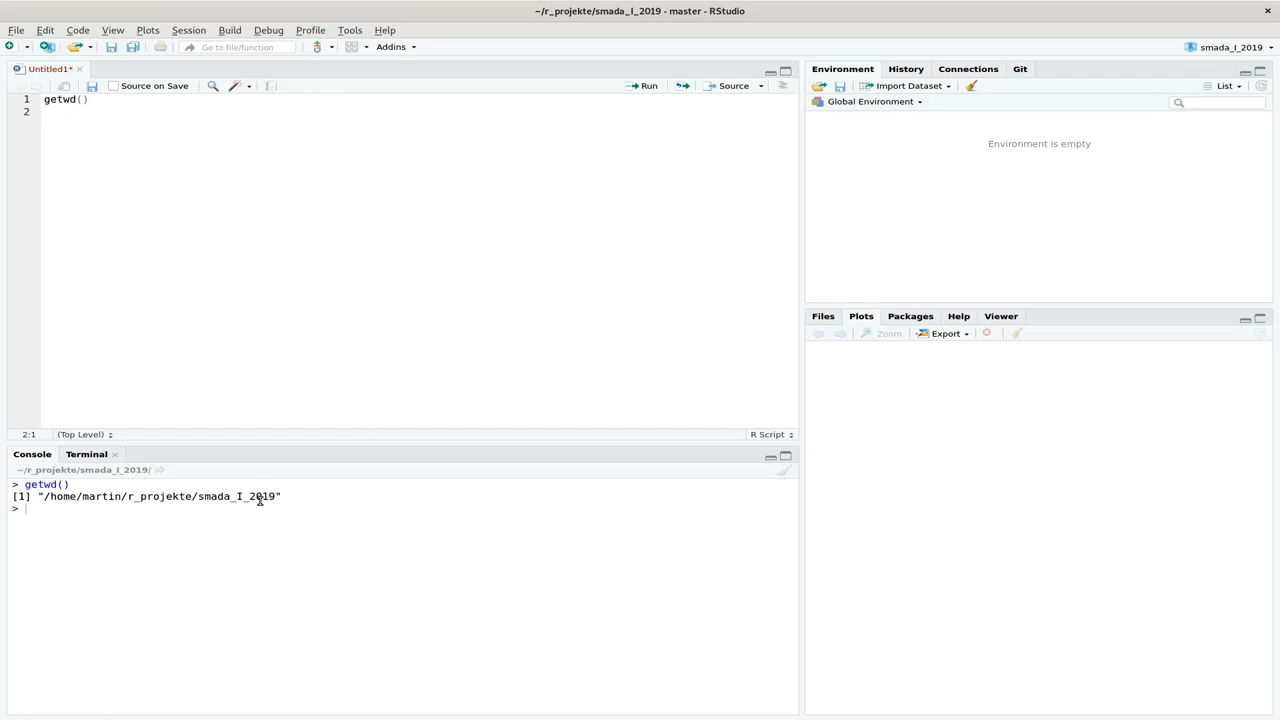 ~/r_projekte/smada_I_2019 - master - RStudio
File Edit Code View Plots Session Build Debug Profile Tools Help
Go to file/function Addins smada_I_2019
Untitled1*
Source on Save Run Source
1 getwd()
2
2:1 (Top Level) R Script
Console Terminal
~/r_projekte/smada_I_2019/
> getwd()
[1] "/home/martin/r_projekte/smada_I_2019"
>
Environment History Connections Git
Import Dataset List
Global Environment
Environment is empty
Files Plots Packages Help Viewer
Zoom Export